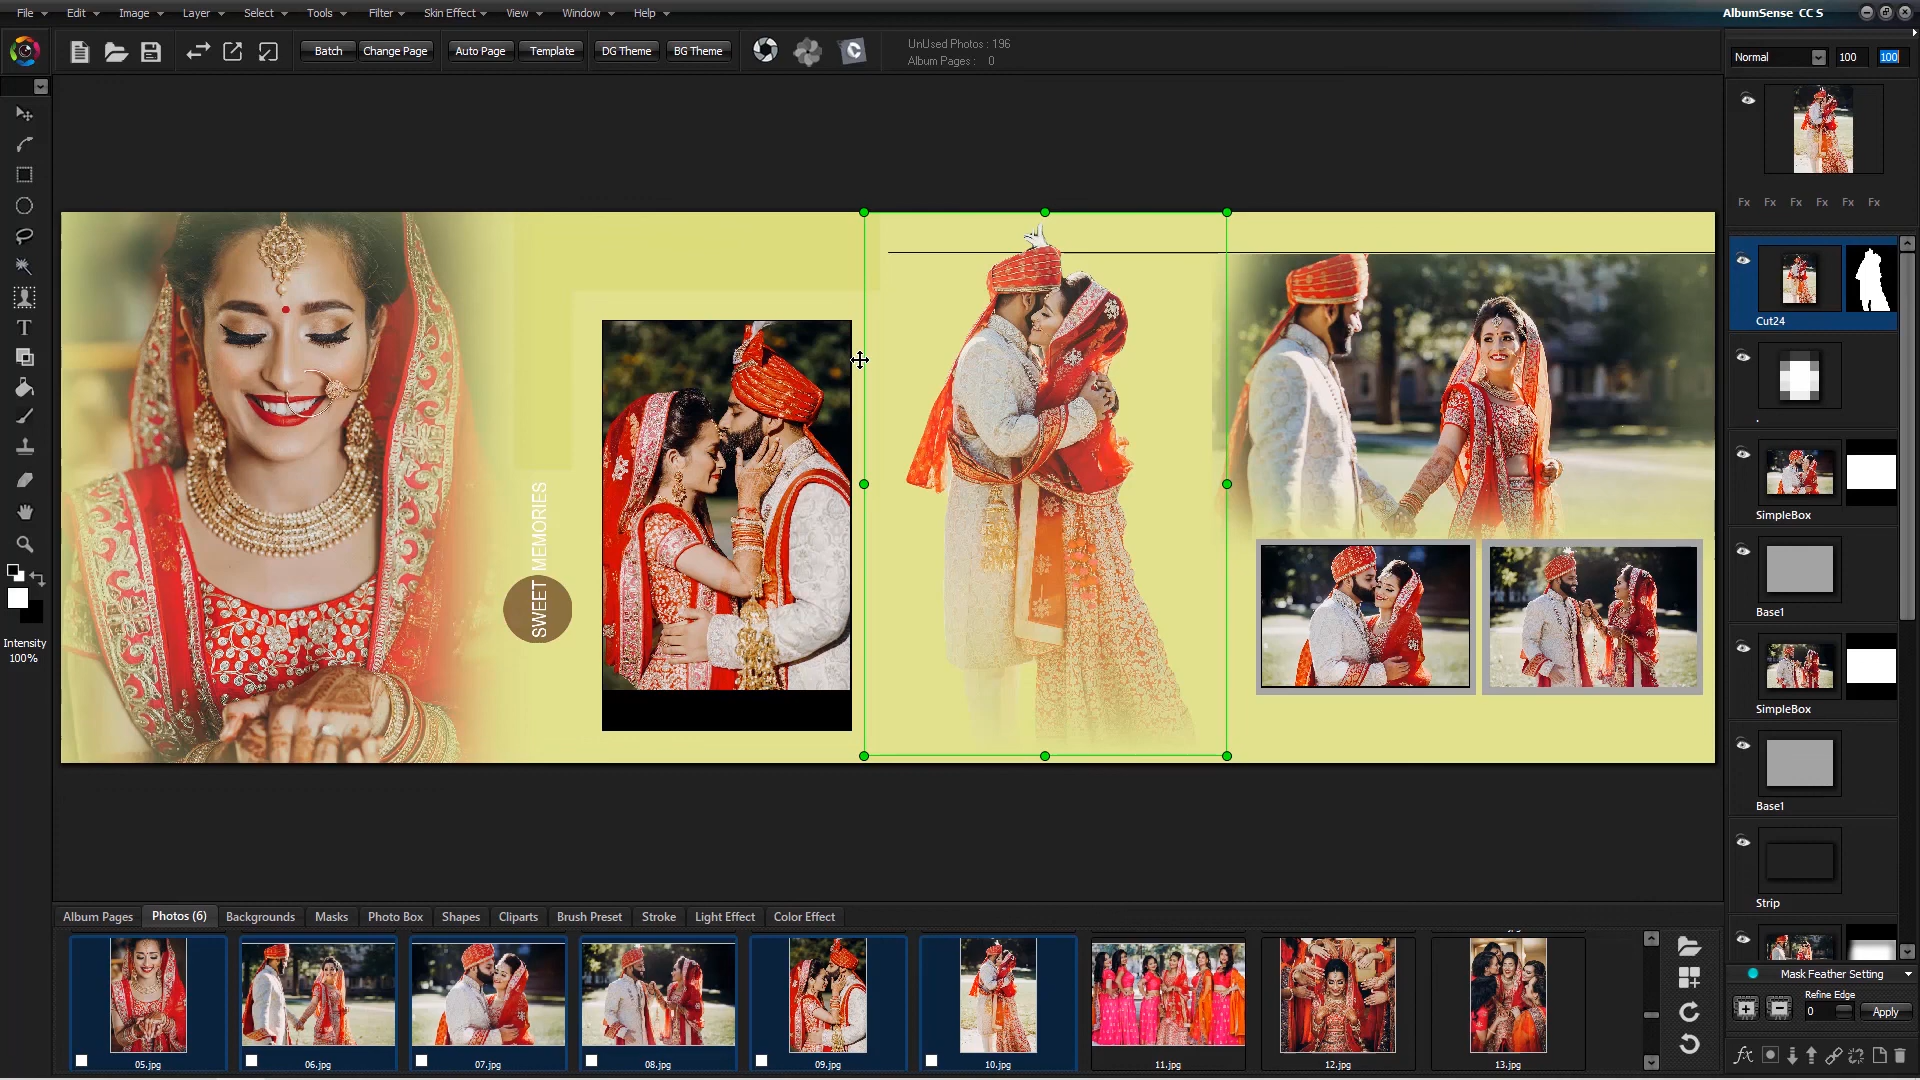 File Edit Image Layer Select Tools Filter Skin Effect View Window Help AlbumSense CC S
Batch Change Page Auto Page Template DG Theme BG Theme
UnUsed Photos : 196
Album Pages : 0
Normal 100 100
Fx Fx Fx Fx Fx Fx
Cut24
.
SimpleBox
Base1
SimpleBox
Base1
Strip
Intensity
100%
SWEET MEMORIES
Album Pages Photos (6) Backgrounds Masks Photo Box Shapes Cliparts Brush Preset Stroke Light Effect Color Effect
05.jpg 06.jpg 07.jpg 08.jpg 09.jpg 10.jpg 11.jpg 12.jpg 13.jpg
Mask Feather Setting
Refine Edge
0 Apply
fx